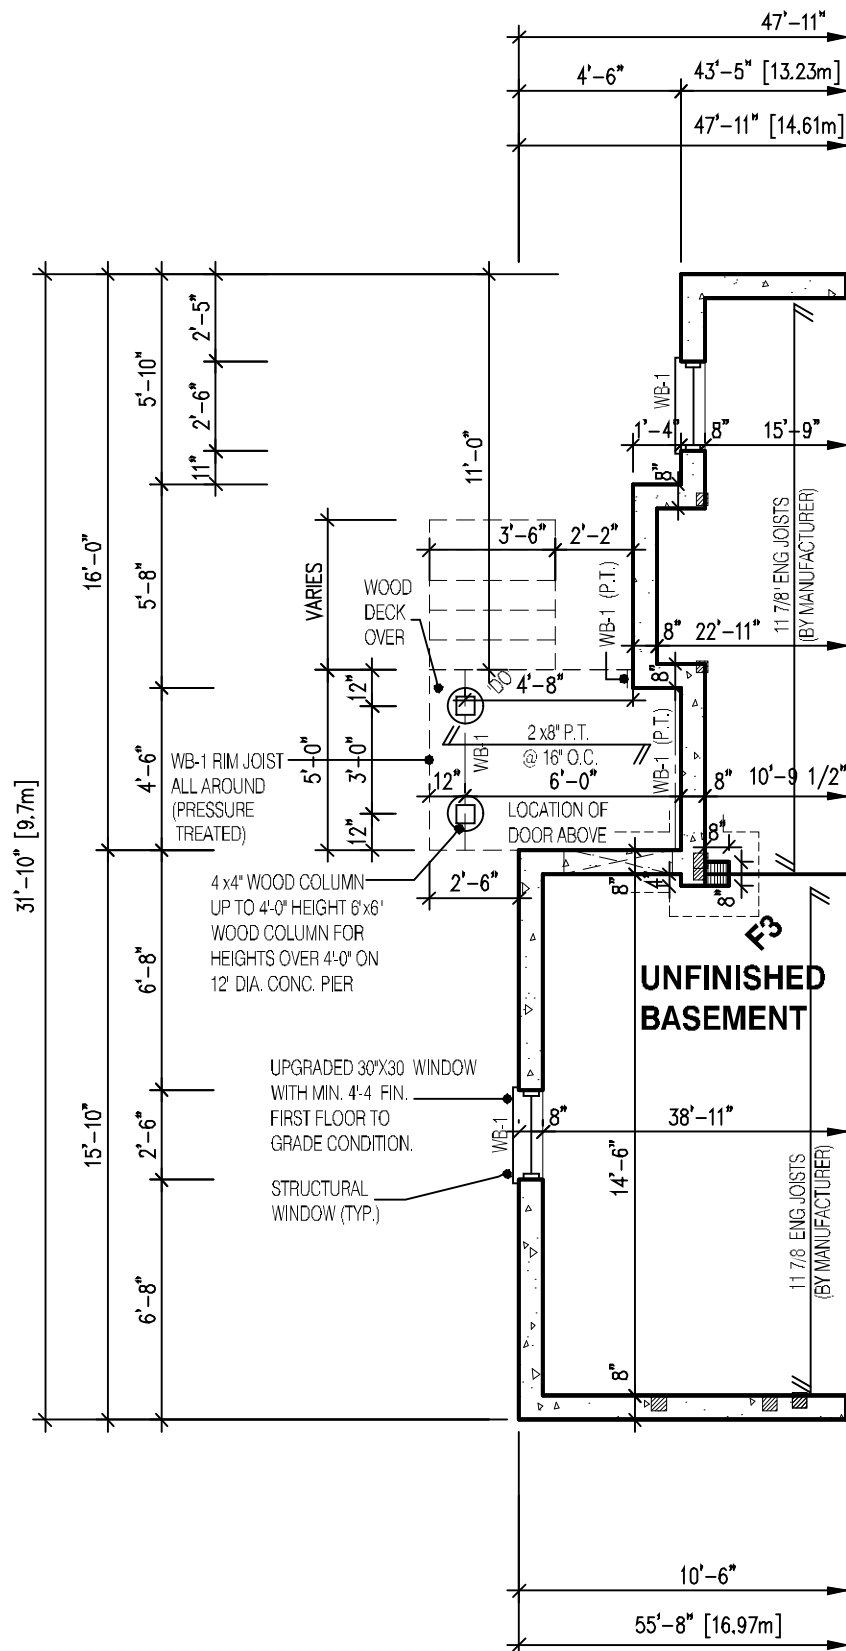 47'-11"
4'-6"
43'-5" [13.23m]
47'-11" [14.61m]
2'-5"
5'-10"
2'-6"
11"
11'-0"
WB-1
1'-4"
8"
15'-9"
8"
16'-0"
3'-6"
2'-2"
11 7/8' ENG JOISTS
(BY MANUFACTURER)
5'-8"
VARIES
WOOD
DECK
OVER
WB-1 (P.T.)
8"
22'-11"
8"
12"
DO
4'-8"
2 x8" P.T.
@ 16" O.C.
WB-1
WB-1 (P.T.)
4'-6"
5'-0"
3'-0"
WB-1 RIM JOIST
ALL AROUND
(PRESSURE
TREATED)
12"
6'-0"
8"
10'-9 1/2"
LOCATION OF
DOOR ABOVE
12"
8"
31'-10" [9.7m]
4 x4" WOOD COLUMN
UP TO 4'-0" HEIGHT 6'x6'
WOOD COLUMN FOR
HEIGHTS OVER 4'-0" ON
12' DIA. CONC. PIER
2'-6"
8"
4"
8"
F3
UNFINISHED
BASEMENT
6'-8"
UPGRADED 30"X30 WINDOW
WITH MIN. 4'-4 FIN.
FIRST FLOOR TO
GRADE CONDITION.
WB-1
8"
38'-11"
15'-10"
2'-6"
14'-6"
STRUCTURAL
WINDOW (TYP.)
11 7/8 ENG JOISTS
(BY MANUFACTURER)
6'-8"
8"
10'-6"
55'-8" [16.97m]